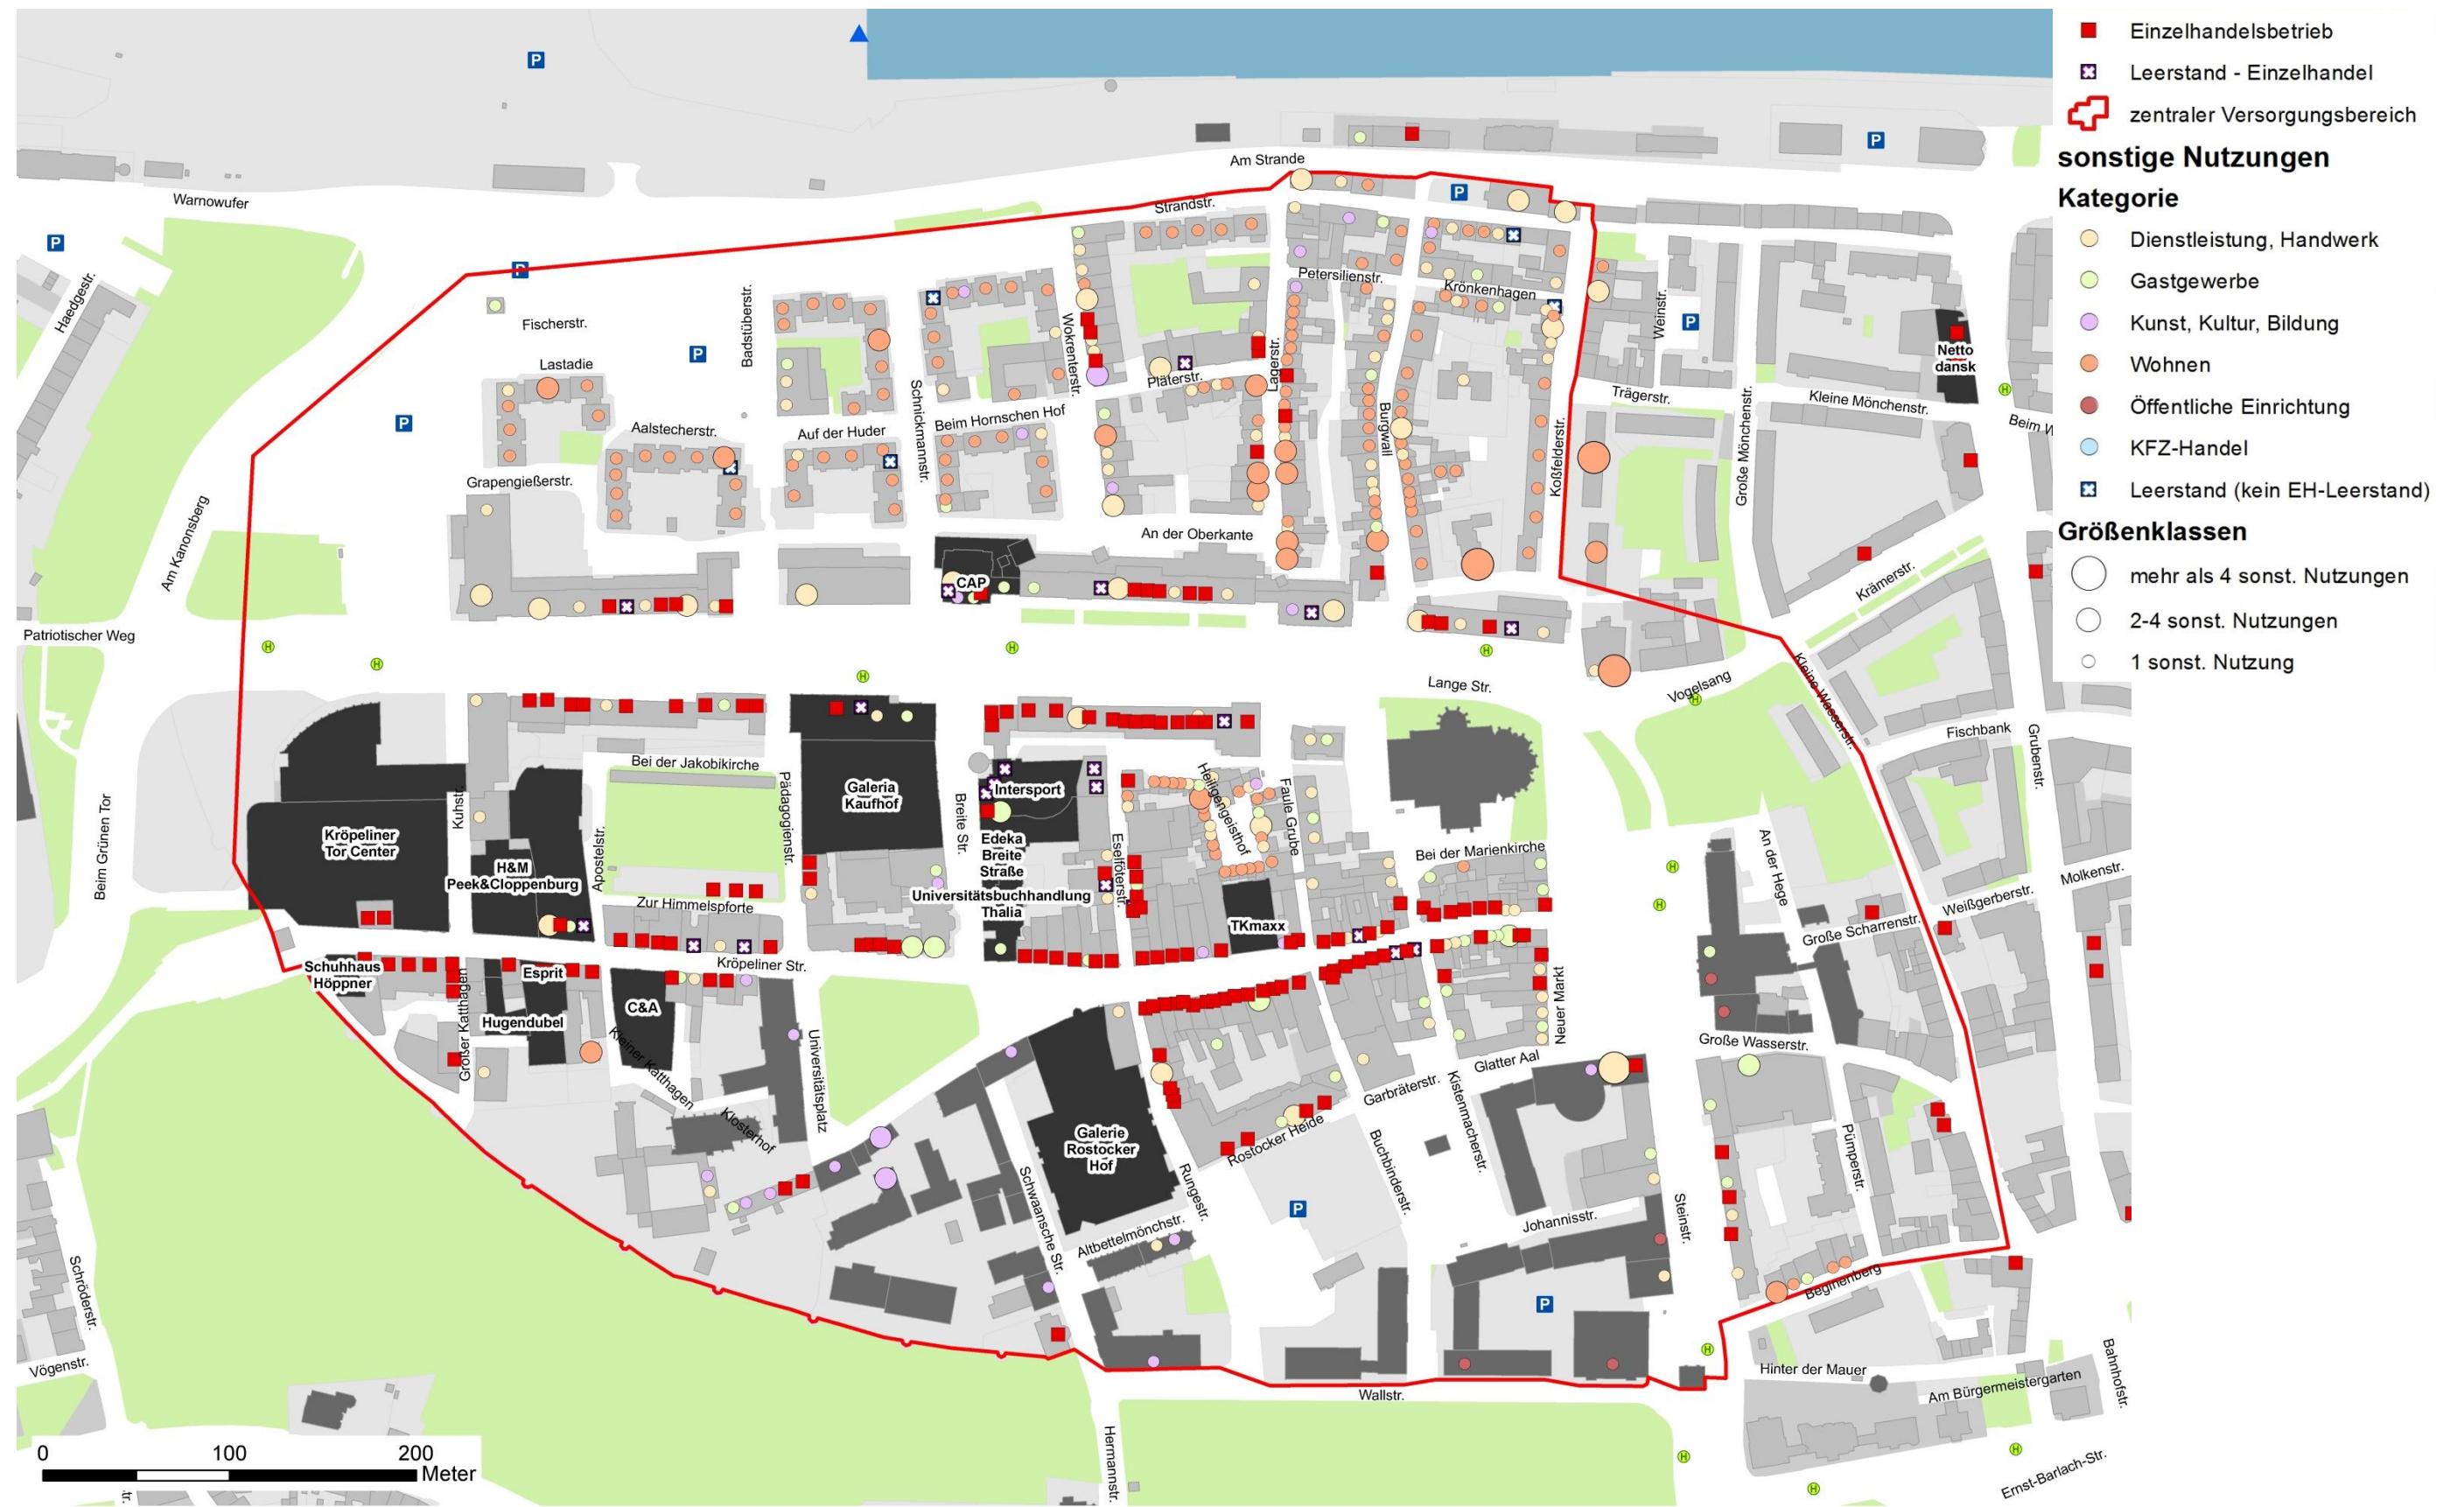 Einzelhandelsbetrieb
Leerstand - Einzelhandel
zentraler Versorgungsbereich
sonstige Nutzungen
Kategorie
Dienstleistung, Handwerk
Gastgewerbe
Kunst, Kultur, Bildung
Wohnen
Öffentliche Einrichtung
KFZ-Handel
Leerstand (kein EH-Leerstand)
Größenklassen
mehr als 4 sonst. Nutzungen
2-4 sonst. Nutzungen
1 sonst. Nutzung
P
P
Am Strande
Warnowufer
Strandstr.
P
P
P
Haedgestr.
Petersilienstr.
Krönkenhagen
Badstüberstr.
Fischerstr.
Wokrenterstr.
Weinstr.
P
P
Lastadie
Netto
dansk
Lagerstr.
Pläterstr.
Schnickmannstr.
Trägerstr.
Große Mönchenstr.
Kleine Mönchenstr.
H
P
Aalstecherstr.
Auf der Huder
Beim Hornschen Hof
Burgwall
Koßfelderstr.
Beim W
Grapengießerstr.
Am Kanonsberg
An der Oberkante
CAP
Krämerstr.
Patriotischer Weg
H
H
H
H
H
Lange Str.
Vogelsang
H
Kleine Wasserstr.
Fischbank
Grubenstr.
Bei der Jakobikirche
Pädagogienstr.
Galeria
Kaufhof
Intersport
Heiligengeisthof
Faule Grube
Kuhstr.
Beim Grünen Tor
Kröpeliner
Tor Center
Apostelstr.
Breite Str.
Edeka
Breite
Straße
Eselföterstr.
Bei der Marienkirche
H
An der Hege
Molkenstr.
H&M
Peek&Cloppenburg
Universitätsbuchhandlung
Thalia
Zur Himmelspforte
H
Weißgerberstr.
TKmaxx
Große Scharrenstr.
Schuhhaus
Höppner
Esprit
Kröpeliner Str.
C&A
Hugendubel
Großer Katthagen
Kleiner Katthagen
Universitätsplatz
Neuer Markt
Große Wasserstr.
Glatter Aal
Garbräterstr.
Kistenmacherstr.
Klosterhof
Galerie
Rostocker
Hof
Rostocker Heide
Buchbinderstr.
Pümperstr.
Schwaansche Str.
Rungestr.
P
Altbettelmönchstr.
Johannisstr.
Steinstr.
Schröderstr.
Beginenberg
P
Vögenstr.
H
Hinter der Mauer
Am Bürgermeistergarten
Bahnhofstr.
Wallstr.
Hermannstr.
H
H
H
Ernst-Barlach-Str.
0 100 200
Meter
tr.